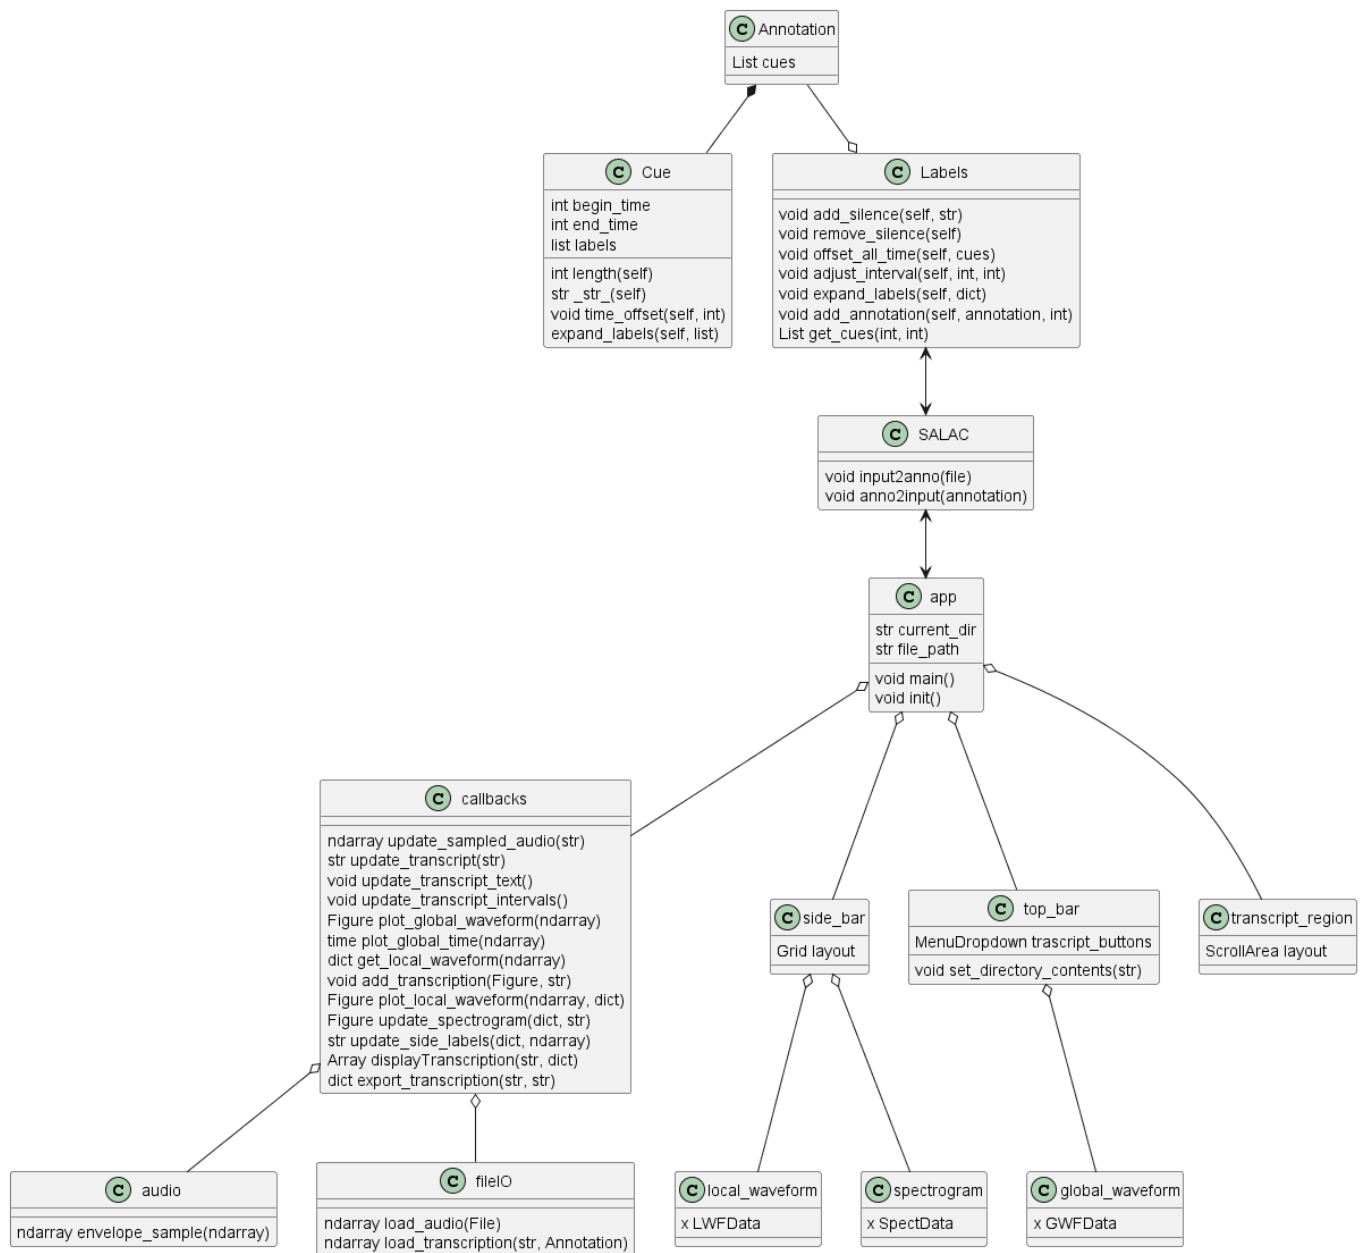 C Annotation
List cues
C Cue
int begin_time
int end_time
list labels
int length(self)
str _str_(self)
void time_offset(self, int)
expand_labels(self, list)
C Labels
void add_silence(self, str)
void remove_silence(self)
void offset_all_time(self, cues)
void adjust_interval(self, int, int)
void expand_labels(self, dict)
void add_annotation(self, annotation, int)
List get_cues(int, int)
C SALAC
void input2anno(file)
void anno2input(annotation)
C app
str current_dir
str file_path
void main()
void init()
C callbacks
ndarray update_sampled_audio(str)
str update_transcript(str)
void update_transcript_text()
void update_transcript_intervals()
Figure plot_global_waveform(ndarray)
time plot_global_time(ndarray)
dict get_local_waveform(ndarray)
void add_transcription(Figure, str)
Figure plot_local_waveform(ndarray, dict)
Figure update_spectrogram(dict, str)
str update_side_labels(dict, ndarray)
Array displayTranscription(str, dict)
dict export_transcription(str, str)
C side_bar
Grid layout
C top_bar
MenuDropdown trascript_buttons
void set_directory_contents(str)
C transcript_region
ScrollArea layout
C audio
ndarray envelope_sample(ndarray)
C fileIO
ndarray load_audio(File)
ndarray load_transcription(str, Annotation)
C local_waveform
x LWFData
C spectrogram
x SpectData
C global_waveform
x GWFData